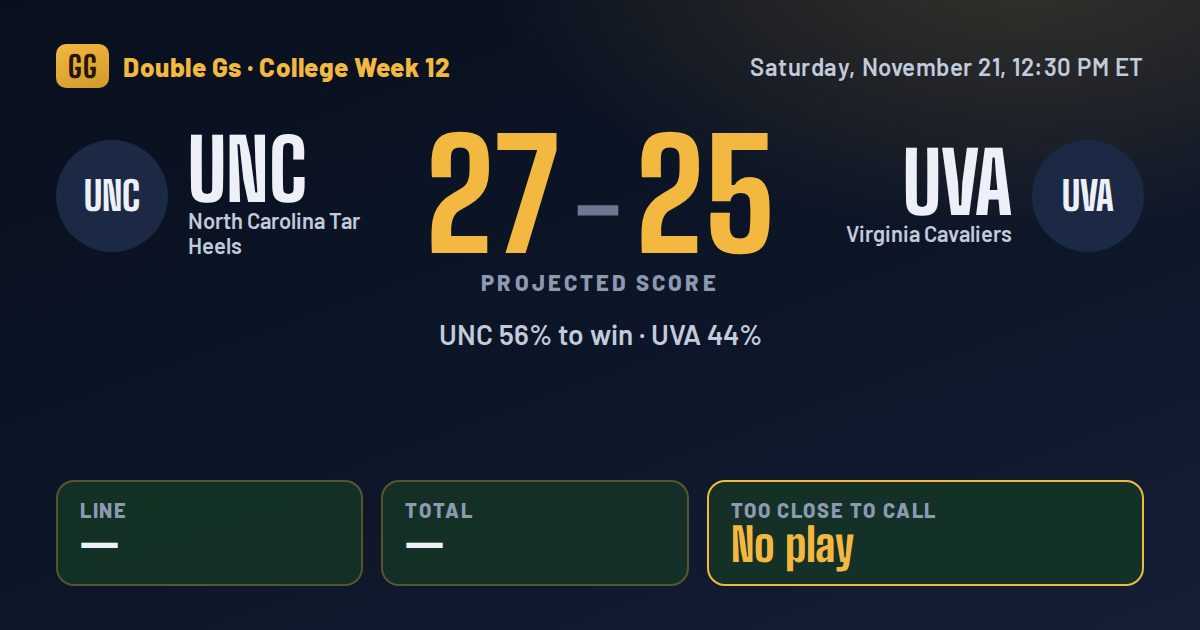 GG
Double Gs · College Week 12
Saturday, November 21, 12:30 PM ET
UNC
UNC
North Carolina Tar
Heels
27 – 25
PROJECTED SCORE
UNC 56% to win · UVA 44%
UVA
Virginia Cavaliers
UVA
LINE
—
TOTAL
—
TOO CLOSE TO CALL
No play